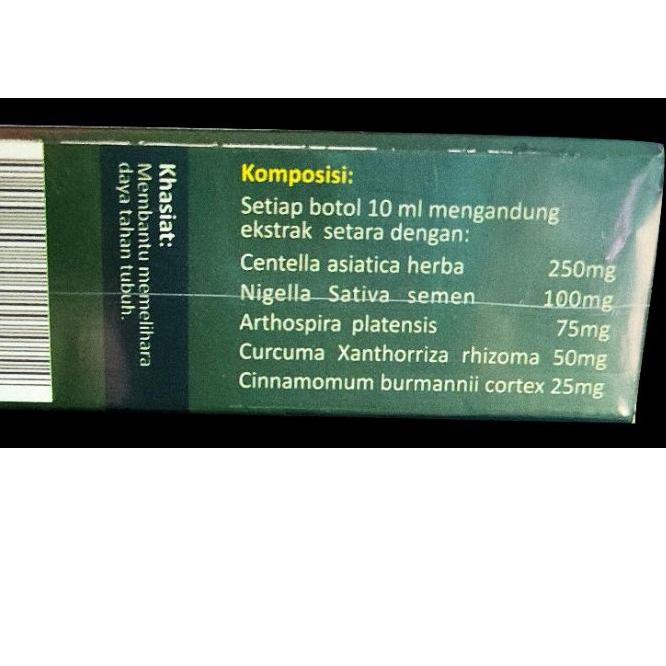 Khasiat:
Membantu memelihara
daya tahan tubuh.
Komposisi:
Setiap botol 10 ml mengandung
ekstrak setara dengan:
Centella asiatica herba 250mg
Nigella Sativa semen 100mg
Arthospira platensis 75mg
Curcuma Xanthorriza rhizoma 50mg
Cinnamomum burmannii cortex 25mg